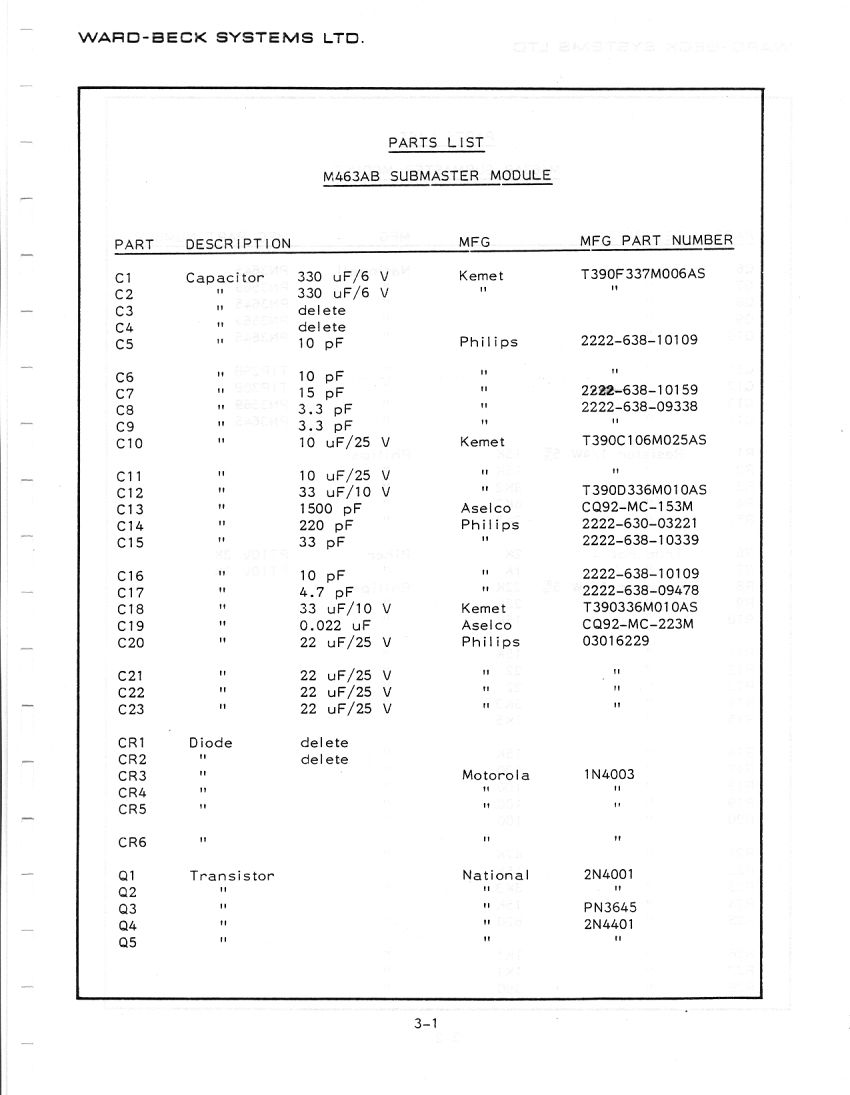 WARD-BECK SYSTEMS LTD.
PARTS LIST
M463AB SUBMASTER MODULE
PART DESCRIPTION MFG MFG PART NUMBER
C1 Capacitor 330 uF/6 V Kemet T390F337M006AS
C2 " 330 uF/6 V " "
C3 " delete
C4 " delete
C5 " 10 pF Philips 2222-638-10109
C6 " 10 pF " "
C7 " 15 pF " 2222-638-10159
C8 " 3.3 pF " 2222-638-09338
C9 " 3.3 pF " "
C10 " 10 uF/25 V Kemet T390C106M025AS
C11 " 10 uF/25 V " "
C12 " 33 uF/10 V " T390D336M010AS
C13 " 1500 pF Aselco CQ92-MC-153M
C14 " 220 pF Philips 2222-630-03221
C15 " 33 pF " 2222-638-10339
C16 " 10 pF " 2222-638-10109
C17 " 4.7 pF " 2222-638-09478
C18 " 33 uF/10 V Kemet T390336M010AS
C19 " 0.022 uF Aselco CQ92-MC-223M
C20 " 22 uF/25 V Philips 03016229
C21 " 22 uF/25 V " "
C22 " 22 uF/25 V " "
C23 " 22 uF/25 V " "
CR1 Diode delete
CR2 " delete
CR3 " Motorola 1N4003
CR4 " " "
CR5 " " "
CR6 " " "
Q1 Transistor National 2N4001
Q2 " " "
Q3 " " PN3645
Q4 " " 2N4401
Q5 " " "
3-1